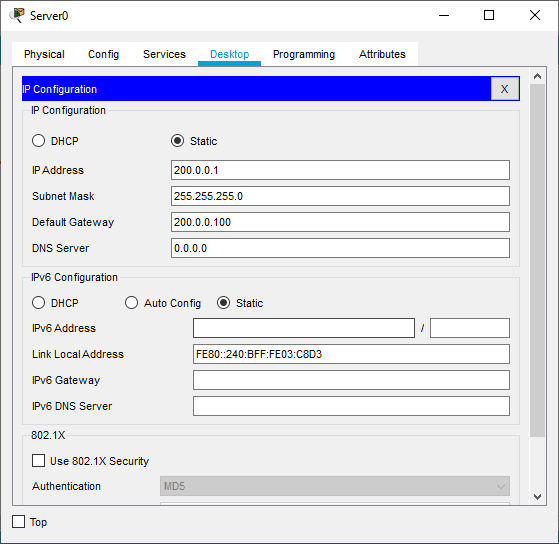 Server0
Physical Config Services Desktop Programming Attributes
IP Configuration X
IP Configuration
DHCP Static
IP Address 200.0.0.1
Subnet Mask 255.255.255.0
Default Gateway 200.0.0.100
DNS Server 0.0.0.0
IPv6 Configuration
DHCP Auto Config Static
IPv6 Address /
Link Local Address FE80::240:BFF:FE03:C8D3
IPv6 Gateway
IPv6 DNS Server
802.1X
Use 802.1X Security
Authentication MD5
Top